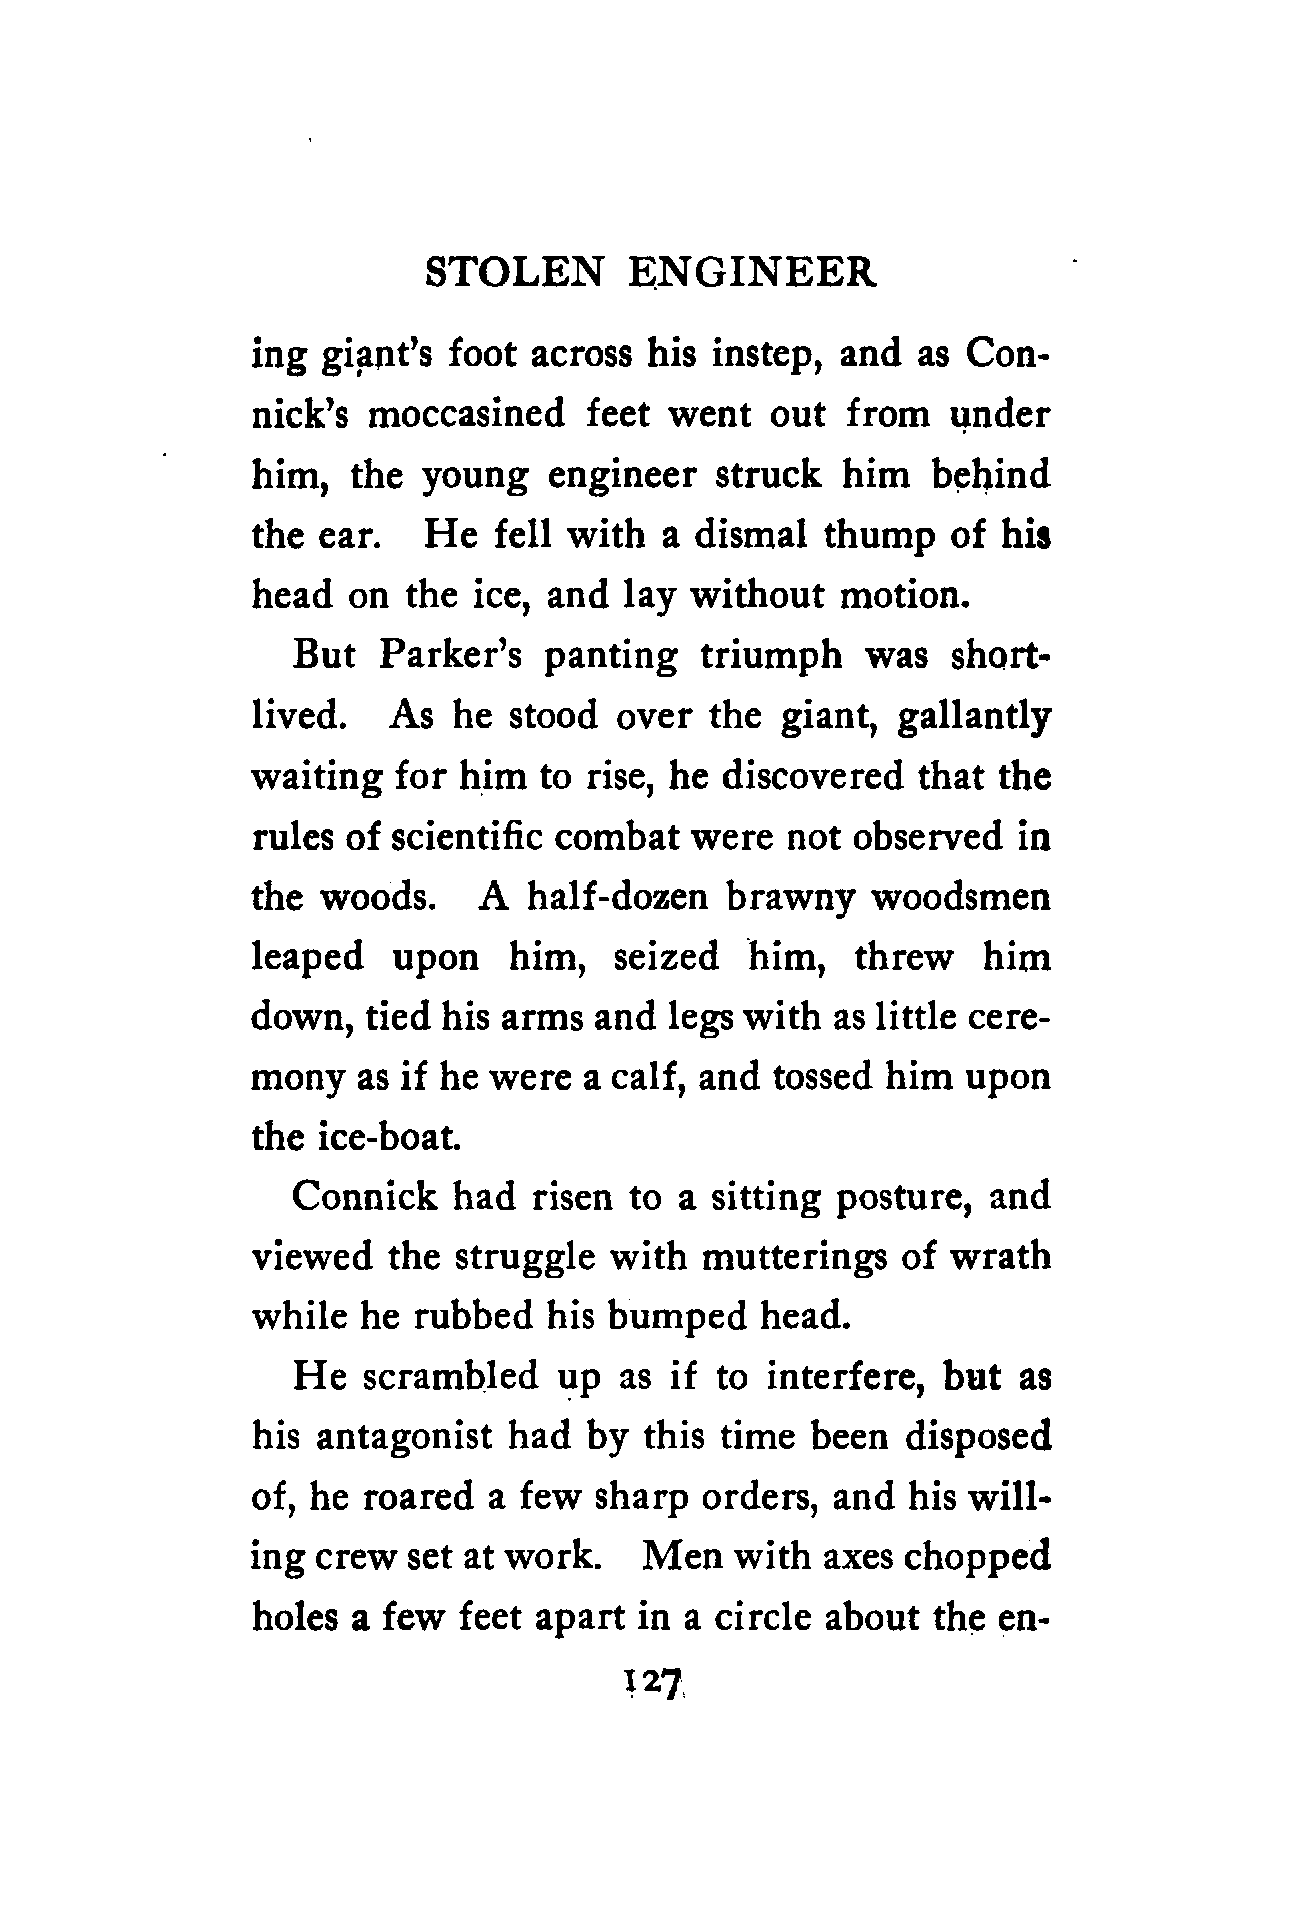 STOLEN ENGINEER
ing giant's foot across his instep, and as Con-
nick's moccasined feet went out from under
him, the young engineer struck him behind
the ear. He fell with a dismal thump of his
head on the ice, and lay without motion.
But Parker's panting triumph was short-
lived. As he stood over the giant, gallantly
waiting for him to rise, he discovered that the
rules of scientific combat were not observed in
the woods. A half-dozen brawny woodsmen
leaped upon him, seized him, threw him
down, tied his arms and legs with as little cere-
mony as if he were a calf, and tossed him upon
the ice-boat.
Connick had risen to a sitting posture, and
viewed the struggle with mutterings of wrath
while he rubbed his bumped head.
He scrambled up as if to interfere, but as
his antagonist had by this time been disposed
of, he roared a few sharp orders, and his will-
ing crew set at work. Men with axes chopped
holes a few feet apart in a circle about the en-
127